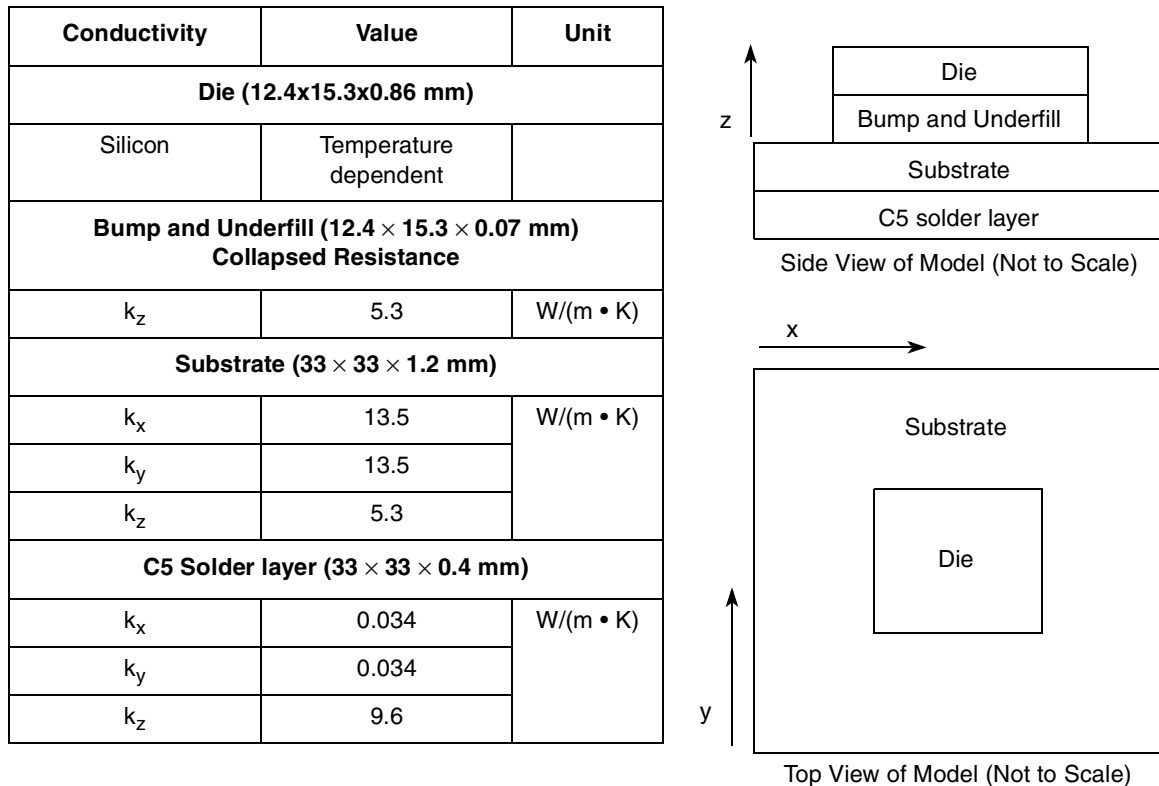 Conductivity Value Unit
Die (12.4x15.3x0.86 mm)
Silicon Temperature
dependent
Bump and Underfill (12.4 × 15.3 × 0.07 mm)
Collapsed Resistance
kz 5.3 W/(m • K)
Substrate (33 × 33 × 1.2 mm)
kx 13.5 W/(m • K)
ky 13.5
kz 5.3
C5 Solder layer (33 × 33 × 0.4 mm)
kx 0.034 W/(m • K)
ky 0.034
kz 9.6
z
Die
Bump and Underfill
Substrate
C5 solder layer
Side View of Model (Not to Scale)
x
Substrate
Die
y
Top View of Model (Not to Scale)